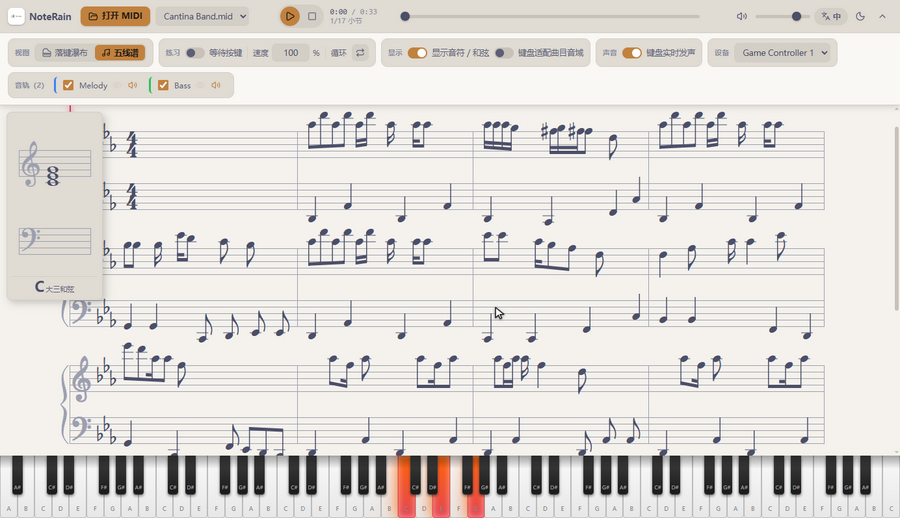 NoteRain 打开 MIDI Cantina Band.mid 0:00 / 0:33 中
1/17 小节
视图 落键瀑布 五线谱 练习 等待按键 速度 100 % 循环 显示 显示音符 / 和弦 键盘适配曲目音域 声音 键盘实时发声 设备 Game Controller 1
音轨 (2) Melody Bass
C大三和弦
A# C# D# F# G# A# C# D# F# G# A# C# D# F# G# A# C# D# F# G# A# C# D# F# G# A# C# D# F# G# A# C# D# F# G# A#